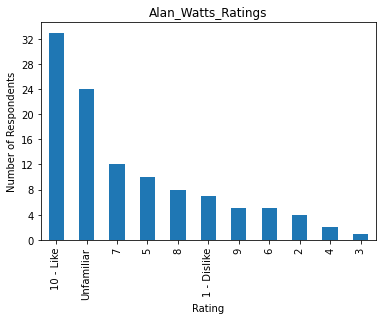 Alan_Watts_Ratings
Number of Respondents
32
28
24
20
16
12
8
4
0
10 - Like
Unfamiliar
7
5
8
1 - Dislike
9
6
2
4
3
Rating